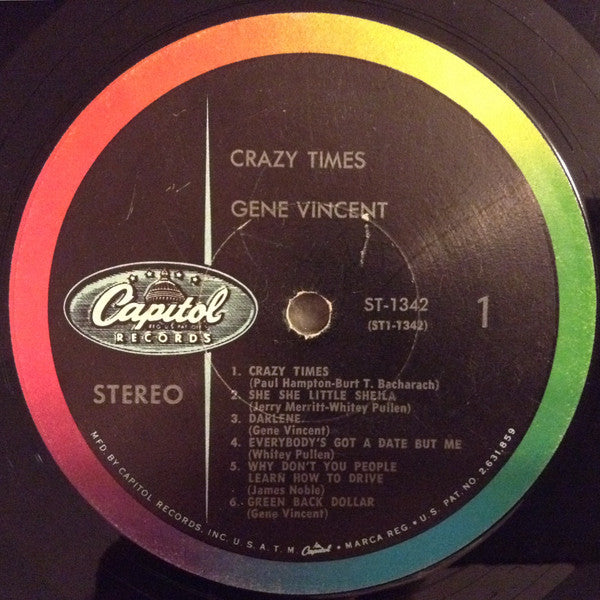 CRAZY TIMES
GENE VINCENT
Capitol
RECORDS
STEREO
ST-1342
(ST1-1342)
1
1. CRAZY TIMES
(Paul Hampton-Burt T. Bacharach)
2. SHE SHE LITTLE SHEILA
(Jerry Merritt-Whitey Pullen)
3. DARLENE
(Gene Vincent)
4. EVERYBODY'S GOT A DATE BUT ME
(Whitey Pullen)
5. WHY DON'T YOU PEOPLE
LEARN HOW TO DRIVE
(James Noble)
6. GREEN BACK DOLLAR
(Gene Vincent)
MFD. BY CAPITOL RECORDS, INC. U.S.A. T.M. Capitol • MARCA REG. • U.S. PAT. NO. 2,631,859